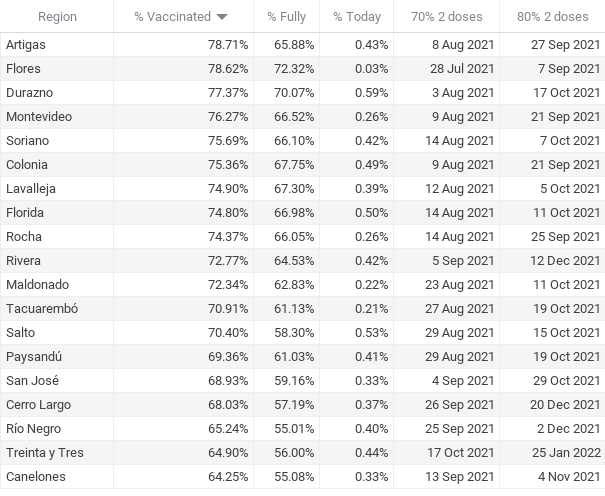 Region % Vaccinated % Fully % Today 70% 2 doses 80% 2 doses
Artigas 78.71% 65.88% 0.43% 8 Aug 2021 27 Sep 2021
Flores 78.62% 72.32% 0.03% 28 Jul 2021 7 Sep 2021
Durazno 77.37% 70.07% 0.59% 3 Aug 2021 17 Oct 2021
Montevideo 76.27% 66.52% 0.26% 9 Aug 2021 21 Sep 2021
Soriano 75.69% 66.10% 0.42% 14 Aug 2021 7 Oct 2021
Colonia 75.36% 67.75% 0.49% 9 Aug 2021 21 Sep 2021
Lavalleja 74.90% 67.30% 0.39% 12 Aug 2021 5 Oct 2021
Florida 74.80% 66.98% 0.50% 14 Aug 2021 11 Oct 2021
Rocha 74.37% 66.05% 0.26% 14 Aug 2021 25 Sep 2021
Rivera 72.77% 64.53% 0.42% 5 Sep 2021 12 Dec 2021
Maldonado 72.34% 62.83% 0.22% 23 Aug 2021 11 Oct 2021
Tacuarembó 70.91% 61.13% 0.21% 27 Aug 2021 19 Oct 2021
Salto 70.40% 58.30% 0.53% 29 Aug 2021 15 Oct 2021
Paysandú 69.36% 61.03% 0.41% 29 Aug 2021 19 Oct 2021
San José 68.93% 59.16% 0.33% 4 Sep 2021 29 Oct 2021
Cerro Largo 68.03% 57.19% 0.37% 26 Sep 2021 20 Dec 2021
Río Negro 65.24% 55.01% 0.40% 25 Sep 2021 2 Dec 2021
Treinta y Tres 64.90% 56.00% 0.44% 17 Oct 2021 25 Jan 2022
Canelones 64.25% 55.08% 0.33% 13 Sep 2021 4 Nov 2021